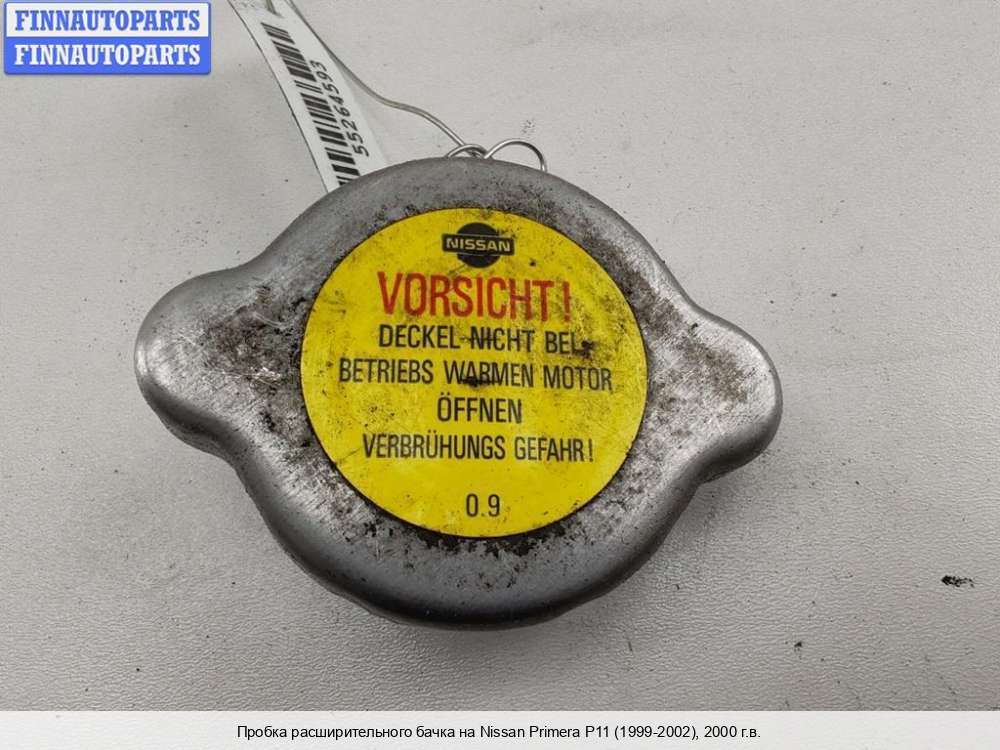 FINNAUTOPARTS
FINNAUTOPARTS
55264593
NISSAN
VORSICHT!
DECKEL NICHT BEI
BETRIEBS WARMEN MOTOR
ÖFFNEN
VERBRÜHUNGS GEFAHR!
0.9
Пробка расширительного бачка на Nissan Primera P11 (1999-2002), 2000 г.в.